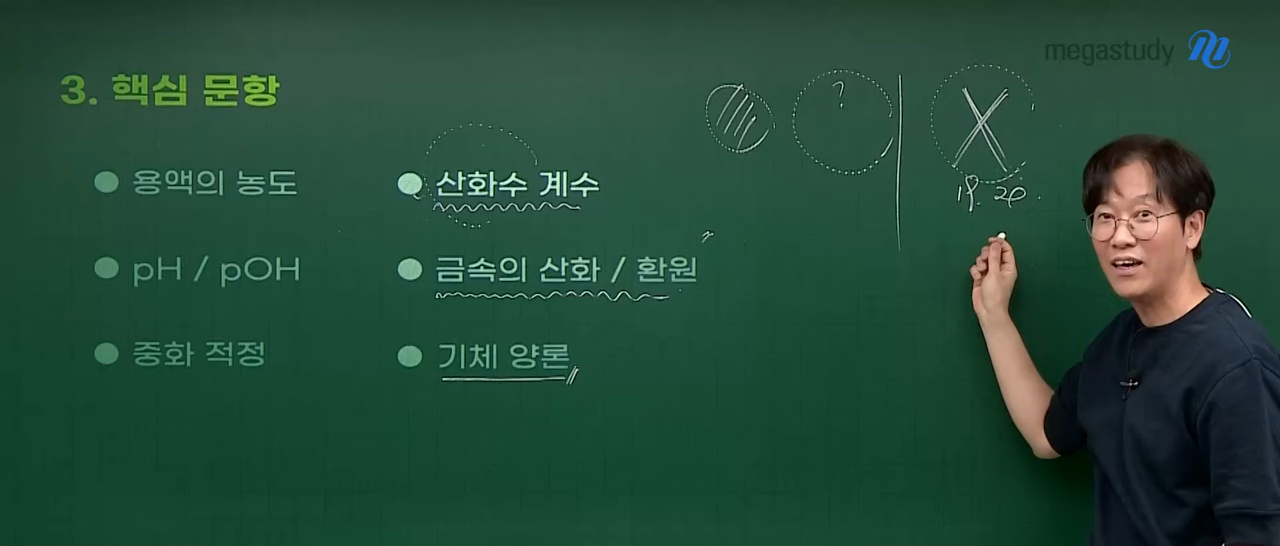 megastudy
3. 핵심 문항
용액의 농도
산화수 계수
pH / pOH
금속의 산화 / 환원
중화 적정
기체 양론
?
X
19. 20.